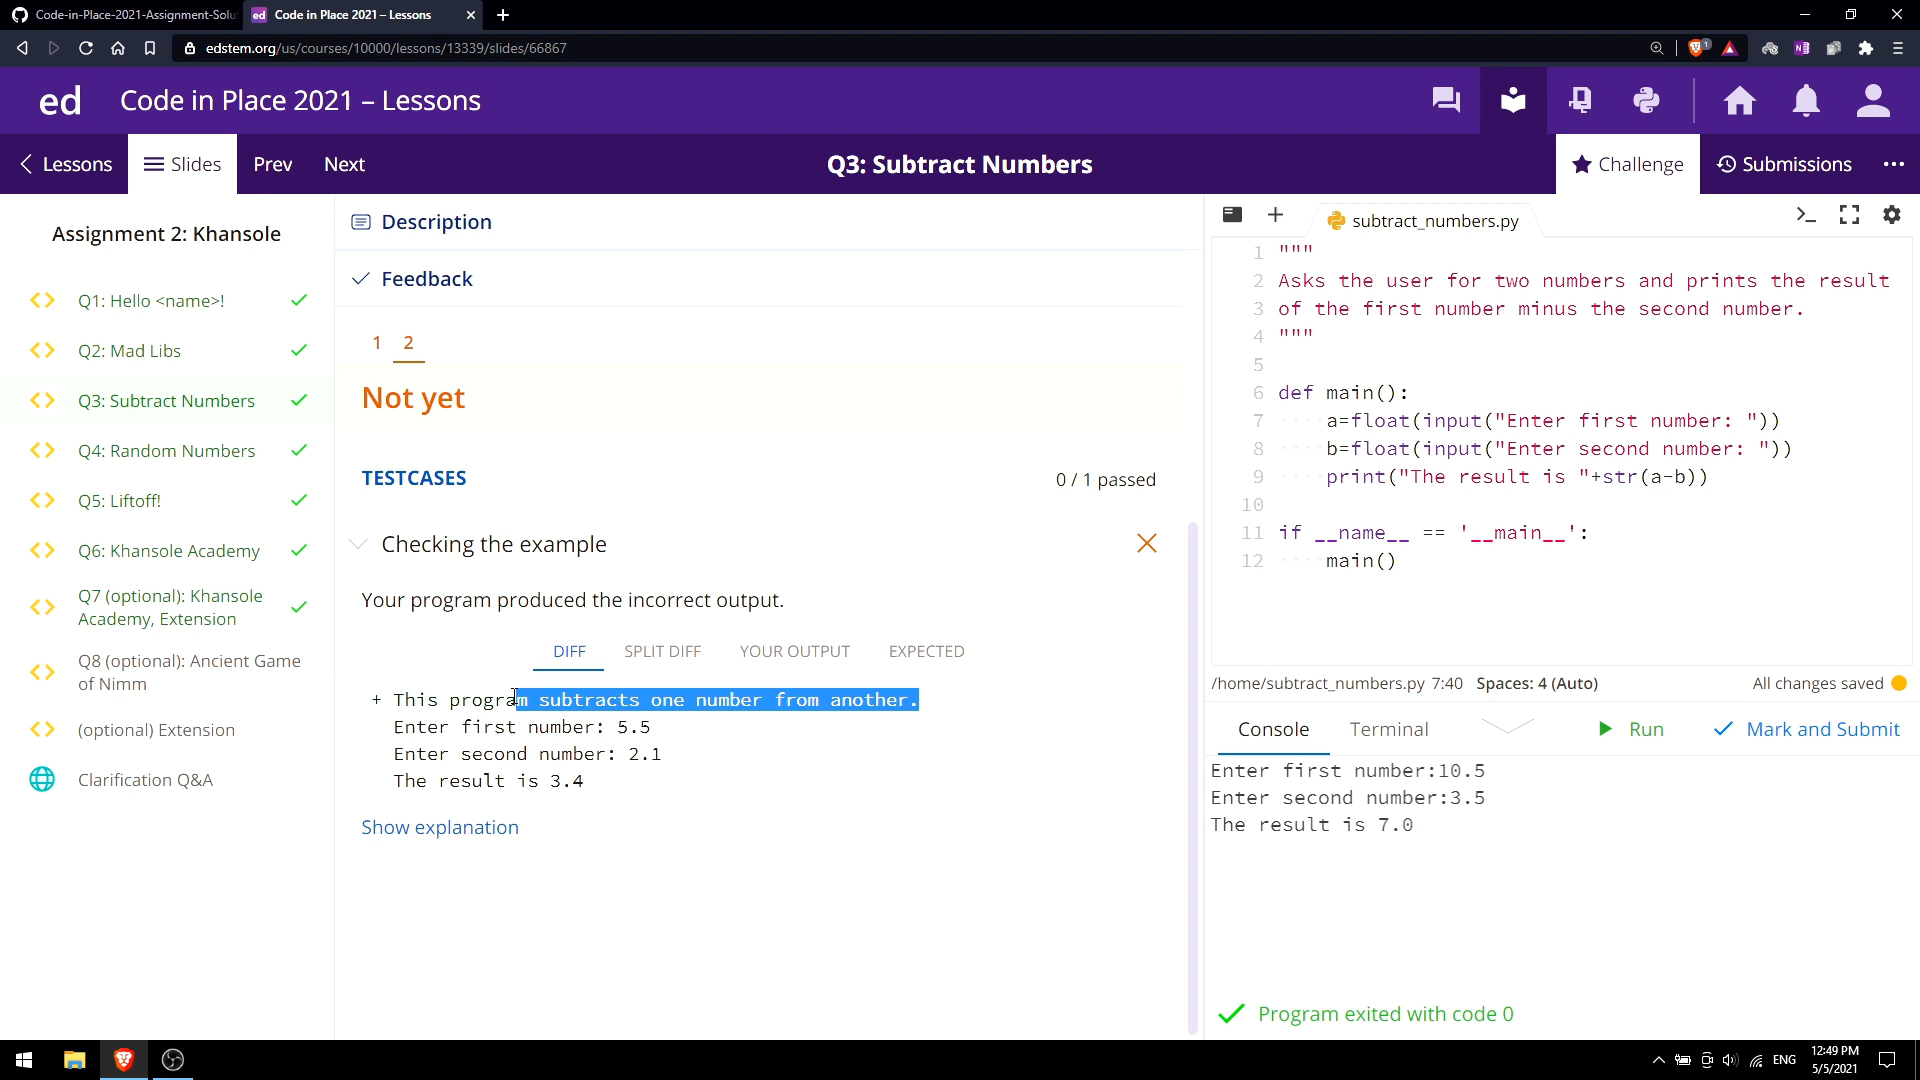 Code-in-Place-2021-Assignment-Solu
ed Code in Place 2021 – Lessons
edstem.org/us/courses/10000/lessons/13339/slides/66867
1
ed Code in Place 2021 – Lessons
Lessons Slides Prev Next Q3: Subtract Numbers Challenge Submissions
Assignment 2: Khansole
Q1: Hello <name>!
Q2: Mad Libs
Q3: Subtract Numbers
Q4: Random Numbers
Q5: Liftoff!
Q6: Khansole Academy
Q7 (optional): Khansole
Academy, Extension
Q8 (optional): Ancient Game
of Nimm
(optional) Extension
Clarification Q&A
Description
Feedback
1 2
Not yet
TESTCASES 0 / 1 passed
Checking the example
Your program produced the incorrect output.
DIFF SPLIT DIFF YOUR OUTPUT EXPECTED
+ This program subtracts one number from another.
Enter first number: 5.5
Enter second number: 2.1
The result is 3.4
Show explanation
subtract_numbers.py
1 """
2 Asks the user for two numbers and prints the result
3 of the first number minus the second number.
4 """
5
6 def main():
7 a=float(input("Enter first number: "))
8 b=float(input("Enter second number: "))
9 print("The result is "+str(a-b))
10
11 if __name__ == '__main__':
12 main()
/home/subtract_numbers.py 7:40 Spaces: 4 (Auto) All changes saved
Console Terminal Run Mark and Submit
Enter first number:10.5
Enter second number:3.5
The result is 7.0
Program exited with code 0
ENG
12:49 PM
5/5/2021